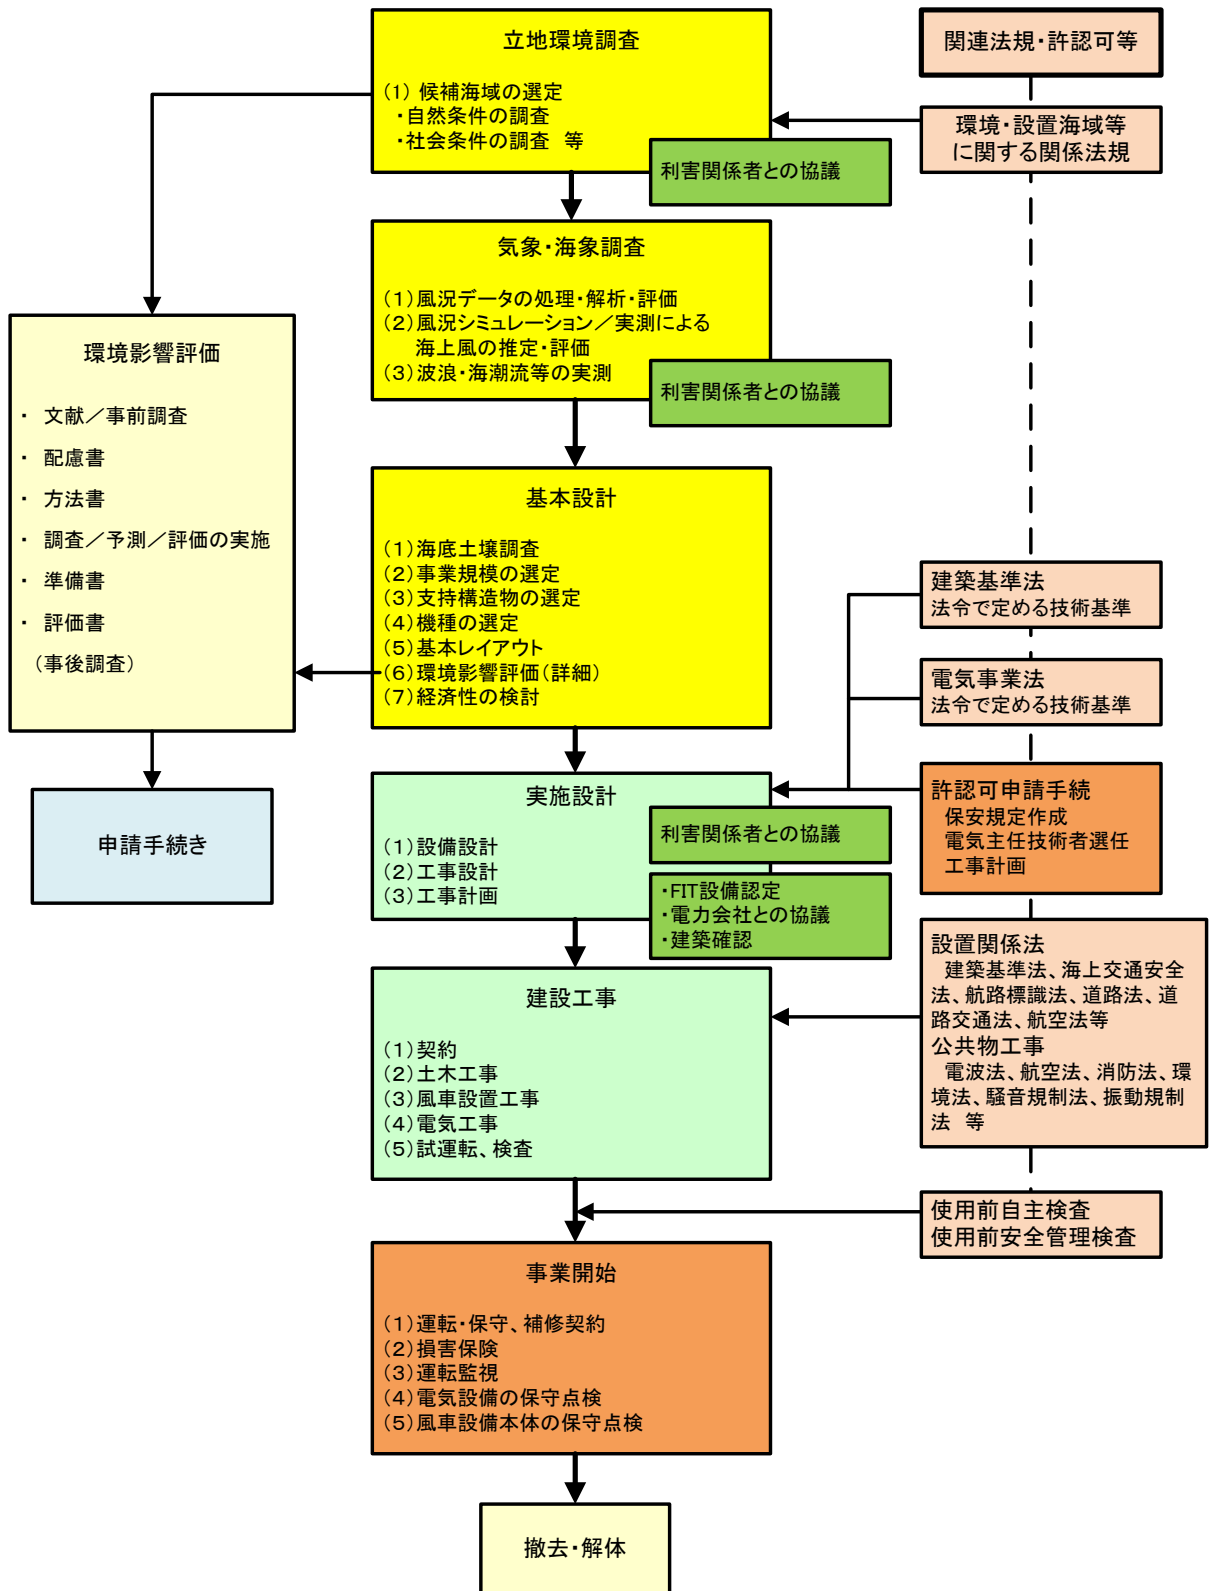 立地環境調査
(1) 候補海域の選定
・自然条件の調査
・社会条件の調査　等
利害関係者との協議
関連法規・許認可等
環境・設置海域等
に関する関係法規
気象・海象調査
(1)風況データの処理・解析・評価
(2)風況シミュレーション／実測による
海上風の推定・評価
(3)波浪・海潮流等の実測
利害関係者との協議
環境影響評価
・ 文献／事前調査
・ 配慮書
・ 方法書
・ 調査／予測／評価の実施
・ 準備書
・ 評価書
(事後調査)
申請手続き
基本設計
(1)海底土壌調査
(2)事業規模の選定
(3)支持構造物の選定
(4)機種の選定
(5)基本レイアウト
(6)環境影響評価(詳細)
(7)経済性の検討
建築基準法
法令で定める技術基準
電気事業法
法令で定める技術基準
実施設計
(1)設備設計
(2)工事設計
(3)工事計画
利害関係者との協議
・FIT設備認定
・電力会社との協議
・建築確認
許認可申請手続
保安規定作成
電気主任技術者選任
工事計画
建設工事
(1)契約
(2)土木工事
(3)風車設置工事
(4)電気工事
(5)試運転、検査
設置関係法
建築基準法、海上交通安全
法、航路標識法、道路法、道
路交通法、航空法等
公共物工事
電波法、航空法、消防法、環
境法、騒音規制法、振動規制
法　等
使用前自主検査
使用前安全管理検査
事業開始
(1)運転・保守、補修契約
(2)損害保険
(3)運転監視
(4)電気設備の保守点検
(5)風車設備本体の保守点検
撤去・解体